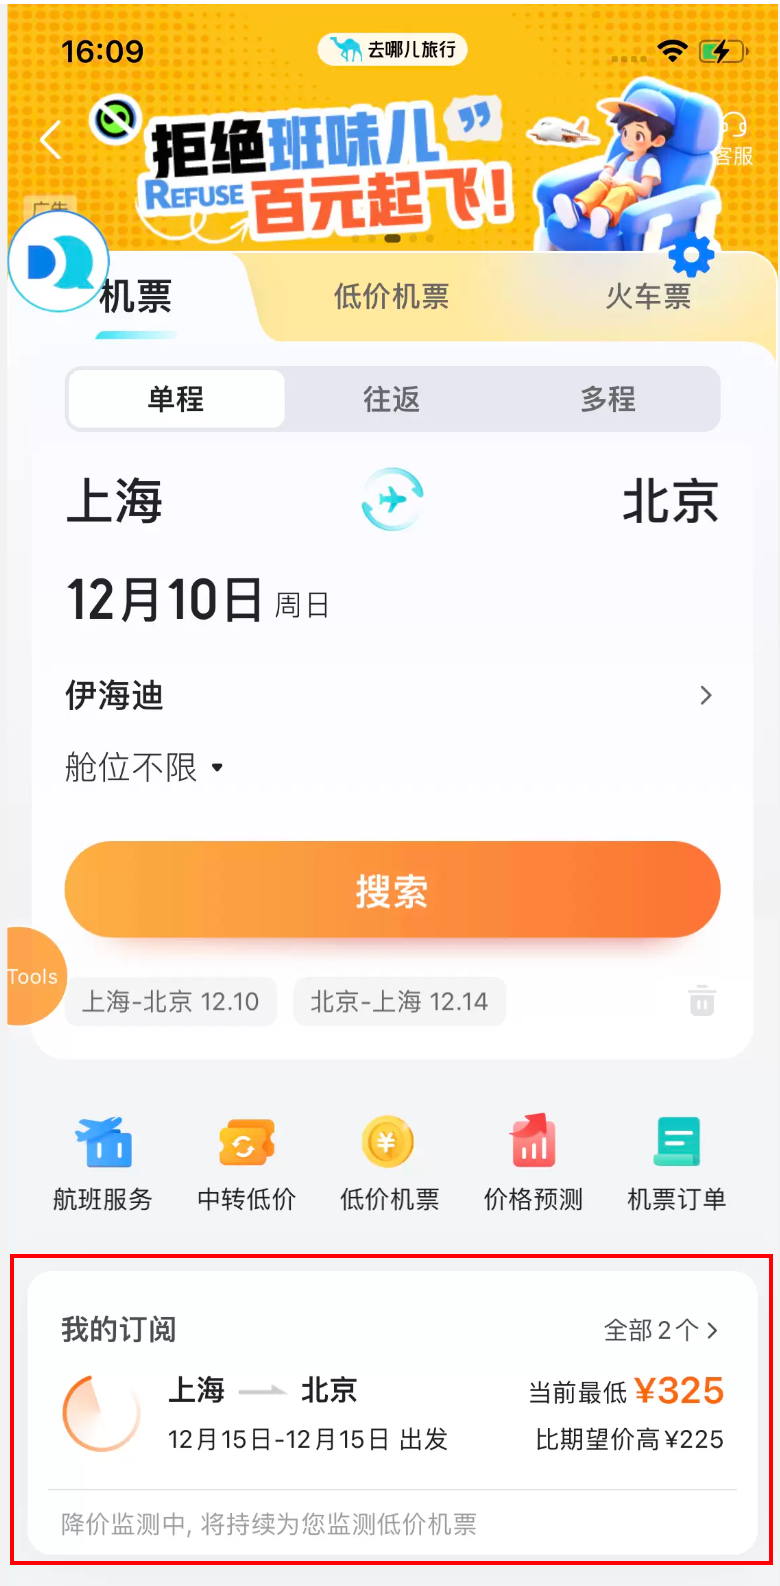 16:09
去哪儿旅行
拒绝班味儿
REFUSE
百元起飞!
客服
广告
机票
低价机票
火车票
单程
往返
多程
上海
北京
12月10日 周日
伊海迪
舱位不限
搜索
Tools
上海-北京 12.10
北京-上海 12.14
航班服务
中转低价
低价机票
价格预测
机票订单
我的订阅
全部2个
上海
北京
当前最低 ¥325
12月15日-12月15日 出发
比期望价高¥225
降价监测中, 将持续为您监测低价机票